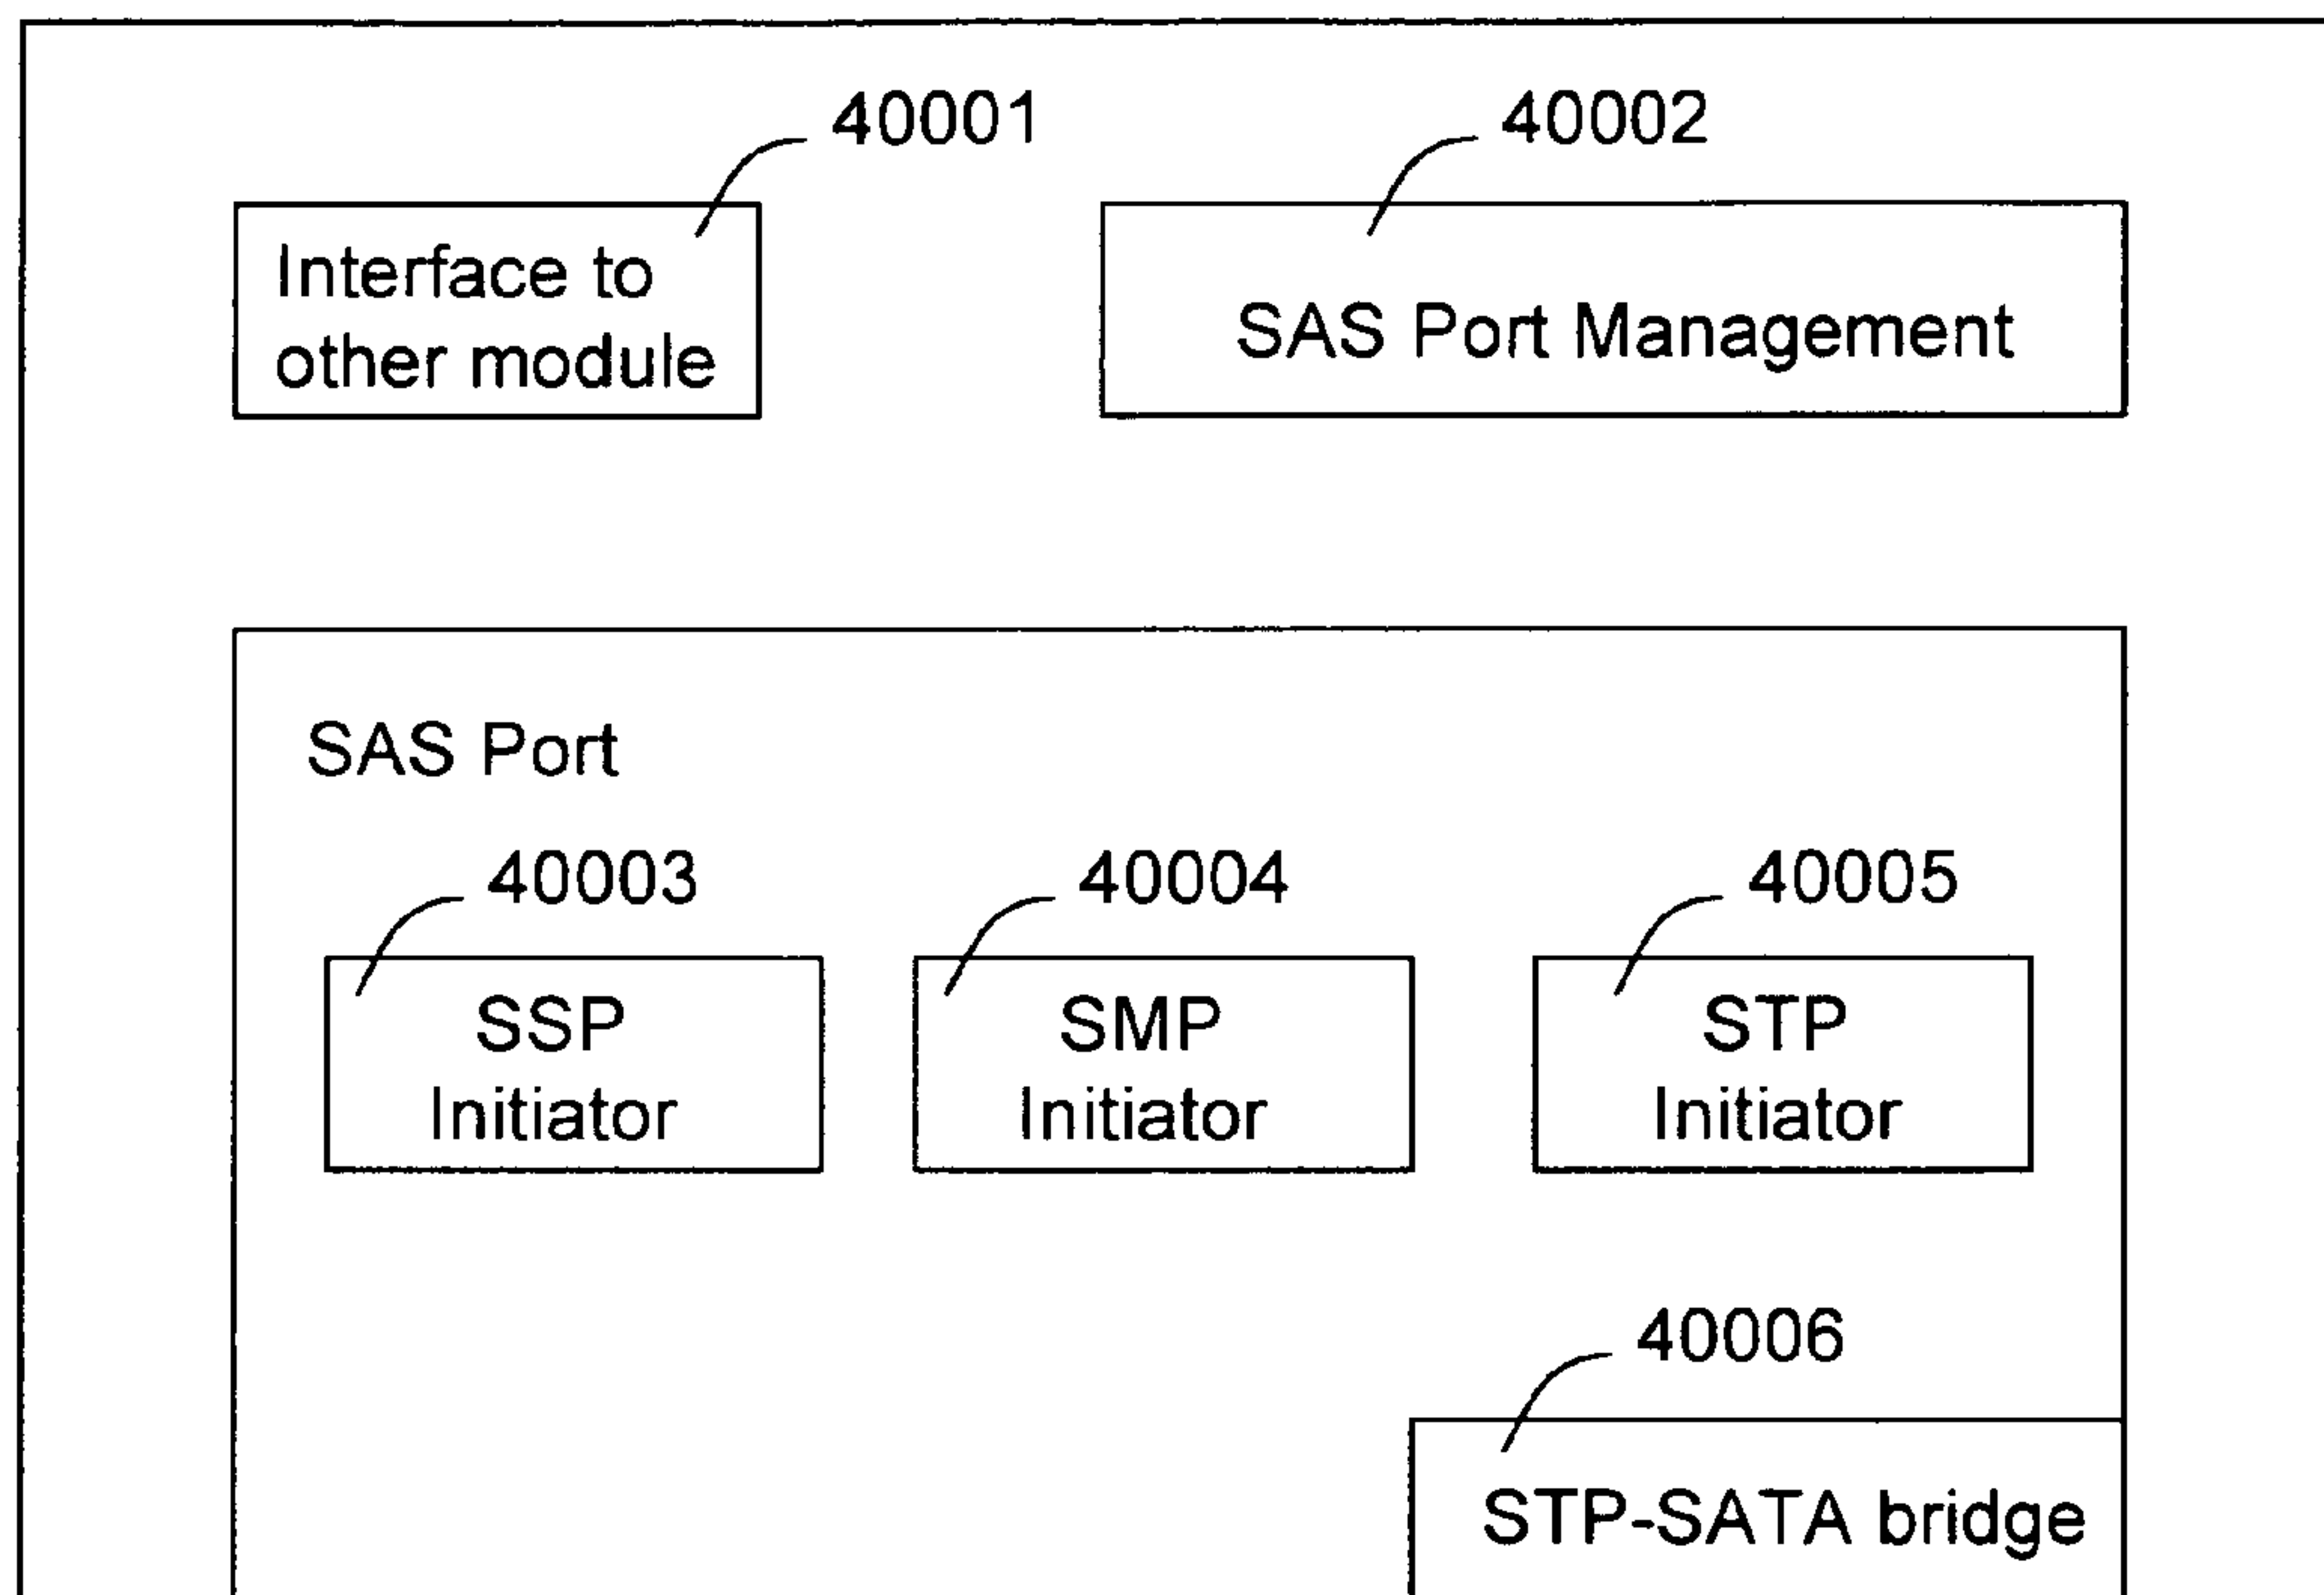 40001
40002
Interface to
other module
SAS Port Management
SAS Port
40003
40004
40005
SSP
Initiator
SMP
Initiator
STP
Initiator
40006
STP-SATA bridge